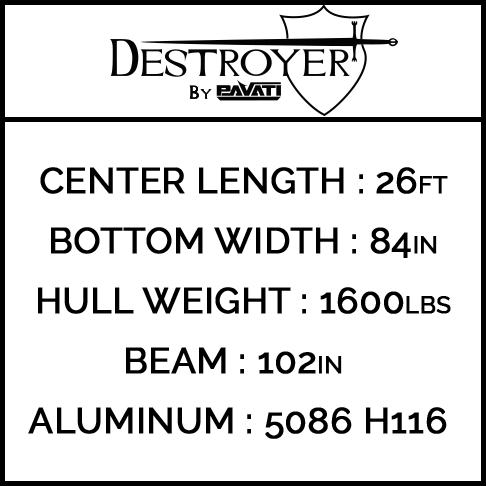 DESTROYER
BY PAVATI
CENTER LENGTH : 26FT
BOTTOM WIDTH : 84IN
HULL WEIGHT : 1600LBS
BEAM : 102IN
ALUMINUM : 5086 H116